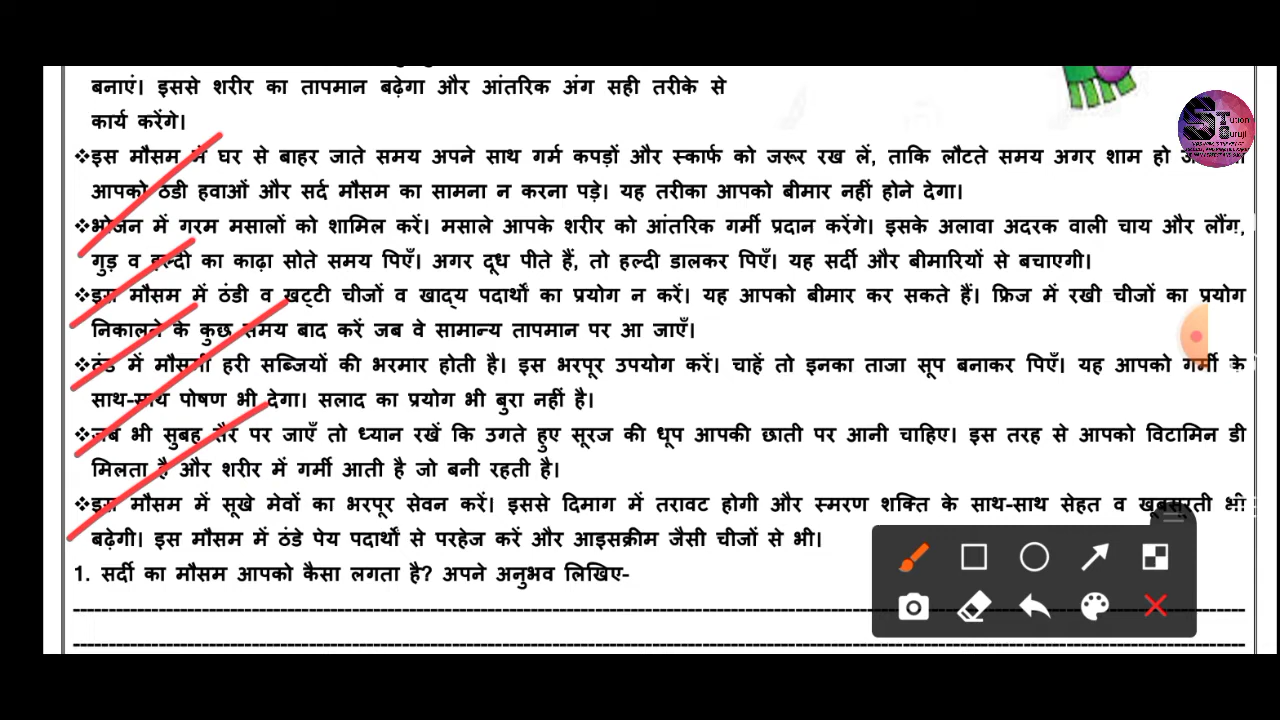 बनाएं। इससे शरीर का तापमान बढ़ेगा और आंतरिक अंग सही तरीके से
कार्य करेंगे।
❖इस मौसम में घर से बाहर जाते समय अपने साथ गर्म कपड़ों और स्कार्फ को जरूर रख लें, ताकि लौटते समय अगर शाम हो
आपको ठंडी हवाओं और सर्द मौसम का सामना न करना पड़े। यह तरीका आपको बीमार नहीं होने देगा।
❖भोजन में गरम मसालों को शामिल करें। मसाले आपके शरीर को आंतरिक गर्मी प्रदान करेंगे। इसके अलावा अदरक वाली चाय और लौंग,
गुड़ व हल्दी का काढ़ा सोते समय पिएँ। अगर दूध पीते हैं, तो हल्दी डालकर पिएँ। यह सर्दी और बीमारियों से बचाएगी।
❖इस मौसम में ठंडी व खट्टी चीजों व खाद्य पदार्थों का प्रयोग न करें। यह आपको बीमार कर सकते हैं। फ्रिज में रखी चीजों का प्रयोग
निकालने के कुछ समय बाद करें जब वे सामान्य तापमान पर आ जाएँ।
❖ठंड में मौसमी हरी सब्जियों की भरमार होती है। इस भरपूर उपयोग करें। चाहें तो इनका ताजा सूप बनाकर पिएँ। यह आपको गर्मी के
साथ-साथ पोषण भी देगा। सलाद का प्रयोग भी बुरा नहीं है।
❖जब भी सुबह सैर पर जाएँ तो ध्यान रखें कि उगते हुए सूरज की धूप आपकी छाती पर आनी चाहिए। इस तरह से आपको विटामिन डी
मिलता है और शरीर में गर्मी आती है जो बनी रहती है।
❖इस मौसम में सूखे मेवों का भरपूर सेवन करें। इससे दिमाग में तरावट होगी और स्मरण शक्ति के साथ-साथ सेहत व खूबसूरती भी
बढ़ेगी। इस मौसम में ठंडे पेय पदार्थों से परहेज करें और आइसक्रीम जैसी चीजों से भी।
1. सर्दी का मौसम आपको कैसा लगता है? अपने अनुभव लिखिए-
Tution
Guruji